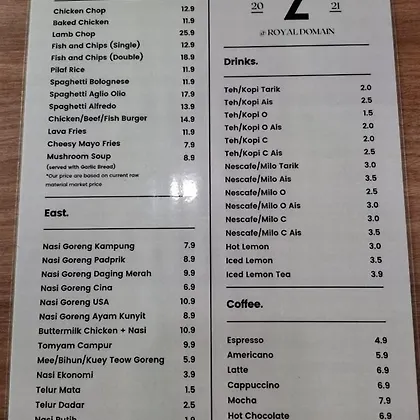 Chicken Chop 12.9
Baked Chicken 11.9
Lamb Chop 25.9
Fish and Chips (Single) 12.9
Fish and Chips (Double) 18.9
Pilaf Rice 11.9
Spaghetti Bolognese 11.9
Spaghetti Aglio Olio 17.9
Spaghetti Alfredo 13.9
Chicken/Beef/Fish Burger 14.9
Lava Fries 11.9
Cheesy Mayo Fries 7.9
Mushroom Soup 8.9
(served with Garlic Bread)
*Our price are based on current raw
material market price
East.
Nasi Goreng Kampung 7.9
Nasi Goreng Padprik 8.9
Nasi Goreng Daging Merah 9.9
Nasi Goreng Cina 6.9
Nasi Goreng USA 10.9
Nasi Goreng Ayam Kunyit 8.9
Buttermilk Chicken + Nasi 10.9
Tomyam Campur 9.9
Mee/Bihun/Kuey Teow Goreng 5.9
Nasi Ekonomi 3.9
Telur Mata 1.5
Telur Dadar 2.5
Nasi Putih
20 Z 21
@ ROYAL DOMAIN
Drinks.
Teh/Kopi Tarik 2.0
Teh/Kopi Ais 2.5
Teh/Kopi O 1.5
Teh/Kopi O Ais 2.0
Teh/Kopi C 2.0
Teh/Kopi C Ais 2.5
Nescafe/Milo Tarik 3.0
Nescafe/Milo Ais 3.5
Nescafe/Milo O 2.5
Nescafe/Milo O Ais 3.0
Nescafe/Milo C 3.0
Nescafe/Milo C Ais 3.5
Hot Lemon 3.0
Iced Lemon 3.5
Iced Lemon Tea 3.9
Coffee.
Espresso 4.9
Americano 5.9
Latte 6.9
Cappuccino 6.9
Mocha 7.9
Hot Chocolate 6.9